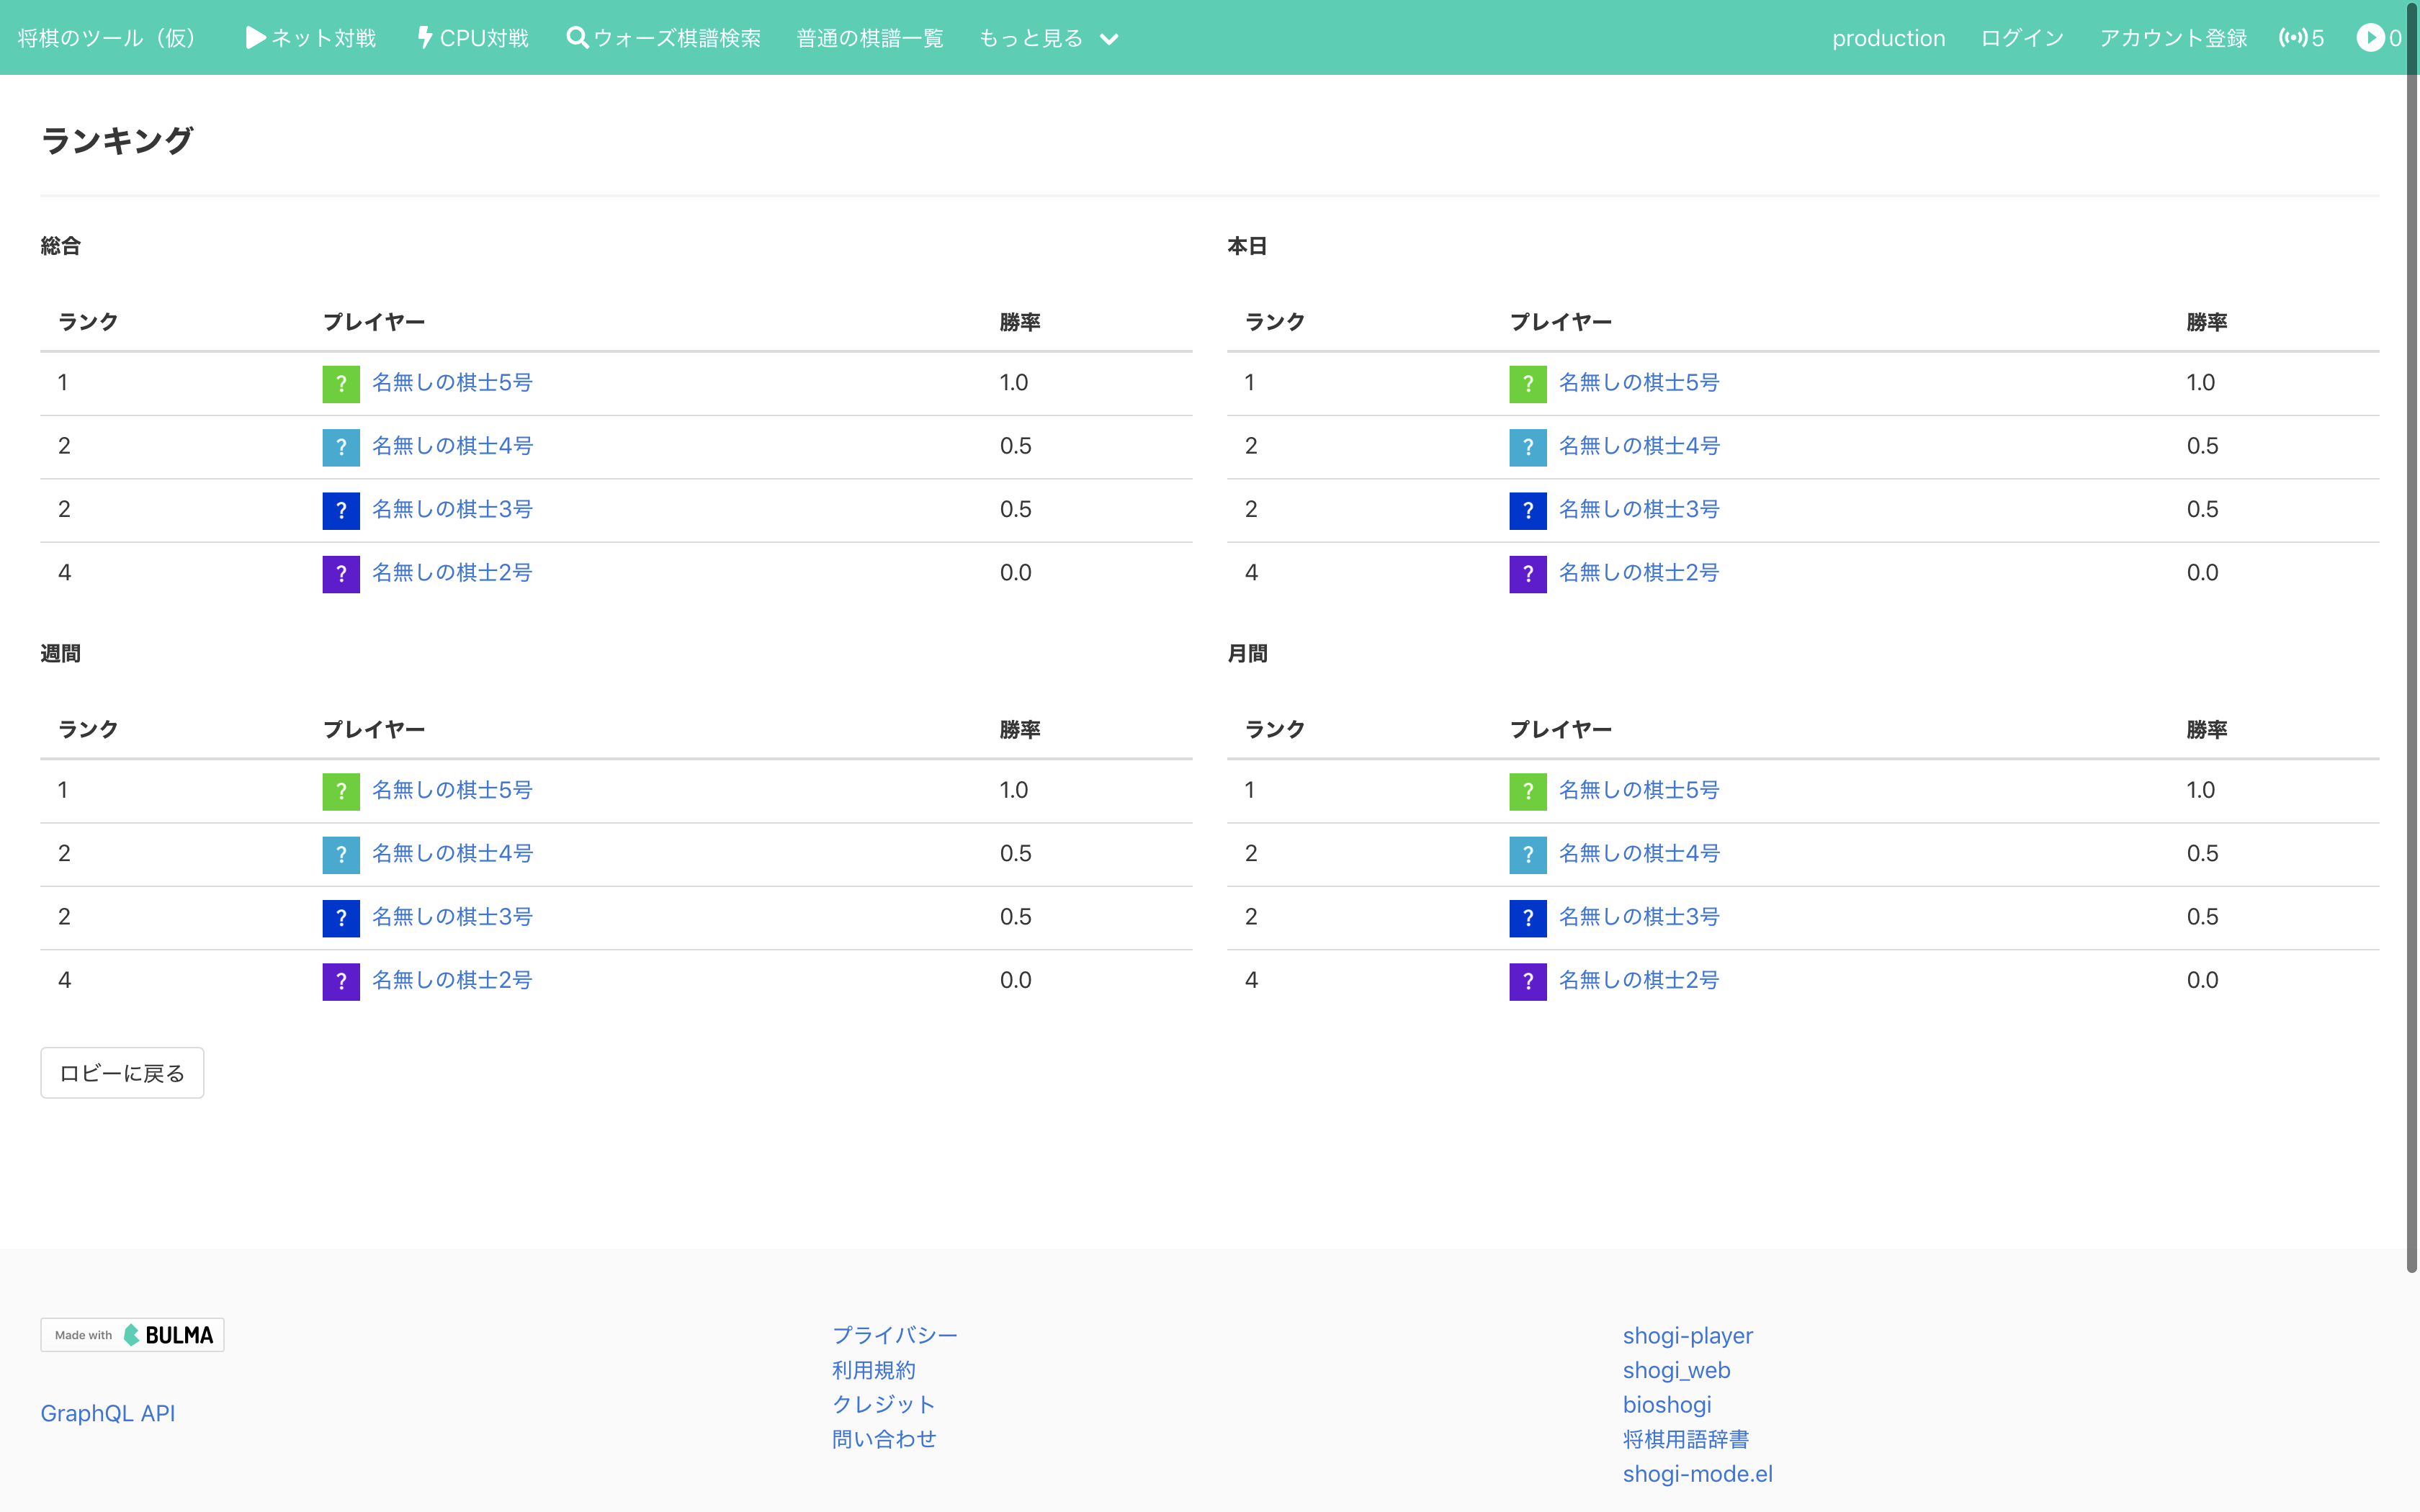 将棋のツール（仮） ネット対戦 CPU対戦 ウォーズ棋譜検索 普通の棋譜一覧 もっと見る production ログイン アカウント登録 5 0
ランキング
総合
ランク プレイヤー 勝率
1 ? 名無しの棋士5号 1.0
2 ? 名無しの棋士4号 0.5
2 ? 名無しの棋士3号 0.5
4 ? 名無しの棋士2号 0.0
本日
ランク プレイヤー 勝率
1 ? 名無しの棋士5号 1.0
2 ? 名無しの棋士4号 0.5
2 ? 名無しの棋士3号 0.5
4 ? 名無しの棋士2号 0.0
週間
ランク プレイヤー 勝率
1 ? 名無しの棋士5号 1.0
2 ? 名無しの棋士4号 0.5
2 ? 名無しの棋士3号 0.5
4 ? 名無しの棋士2号 0.0
月間
ランク プレイヤー 勝率
1 ? 名無しの棋士5号 1.0
2 ? 名無しの棋士4号 0.5
2 ? 名無しの棋士3号 0.5
4 ? 名無しの棋士2号 0.0
ロビーに戻る
Made with BULMA
GraphQL API
プライバシー
利用規約
クレジット
問い合わせ
shogi-player
shogi_web
bioshogi
将棋用語辞書
shogi-mode.el